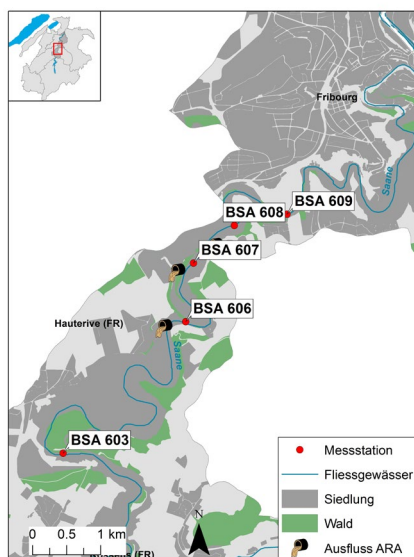 Fribourg
Saane
BSA 608
BSA 609
BSA 607
BSA 606
Hauterive (FR)
Saane
BSA 603
N
0 0.5 1 km
(FR)
Messstation
Fliessgewässer
Siedlung
Wald
Ausfluss ARA